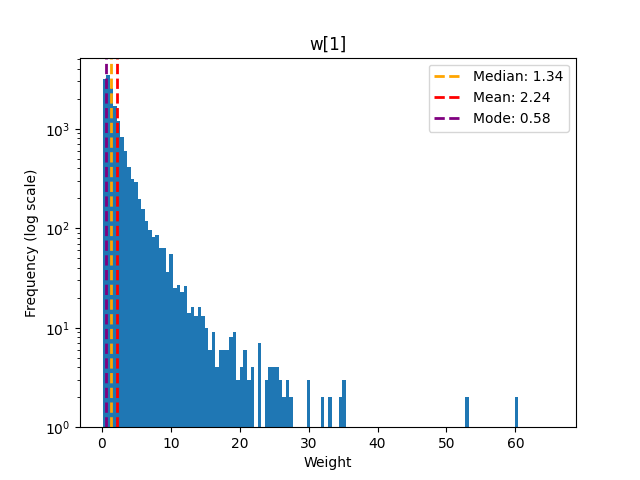 w[1]
Median: 1.34
Mean: 2.24
Mode: 0.58
Frequency (log scale)
10³
10²
10¹
10⁰
0 10 20 30 40 50 60
Weight